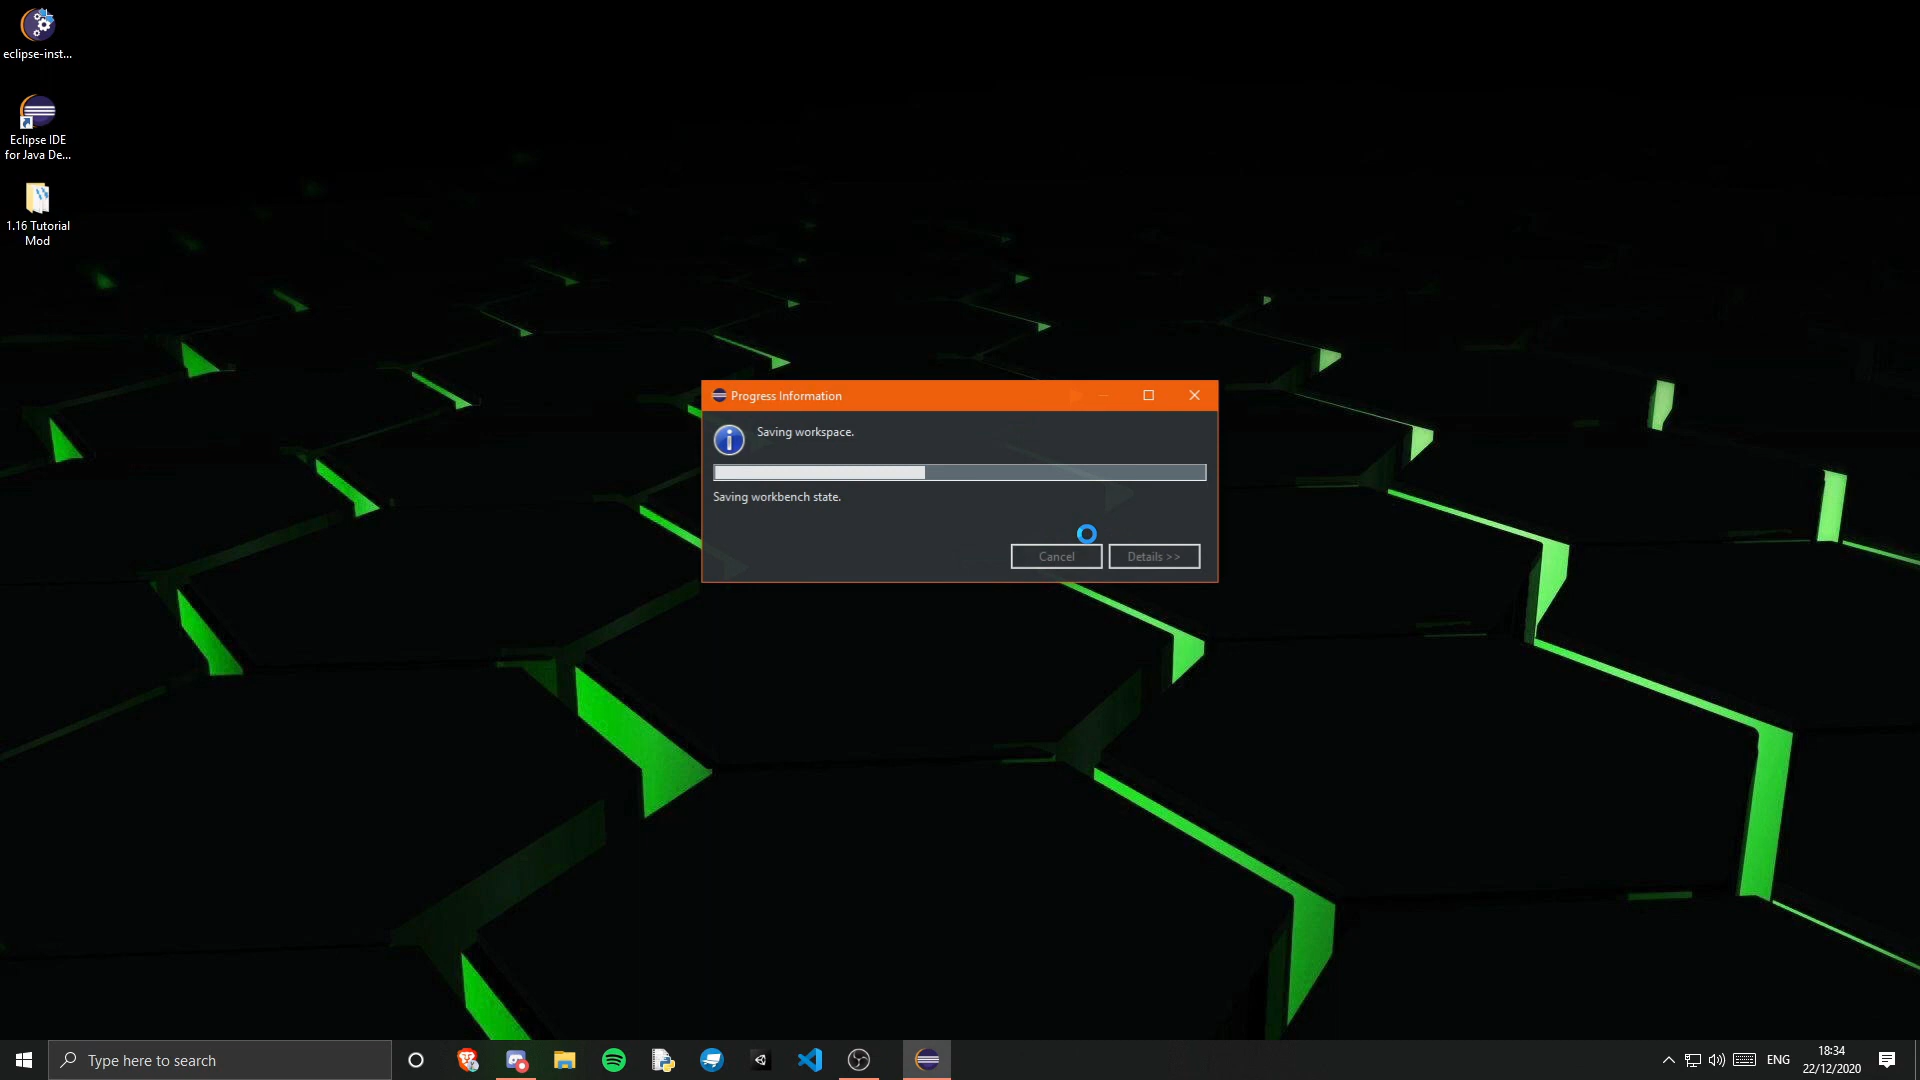 eclipse-inst...
Eclipse IDE
for Java De...
1.16 Tutorial
Mod
Progress Information
Saving workspace.
Saving workbench state.
Cancel
Details >>
Type here to search
ENG
18:34
22/12/2020